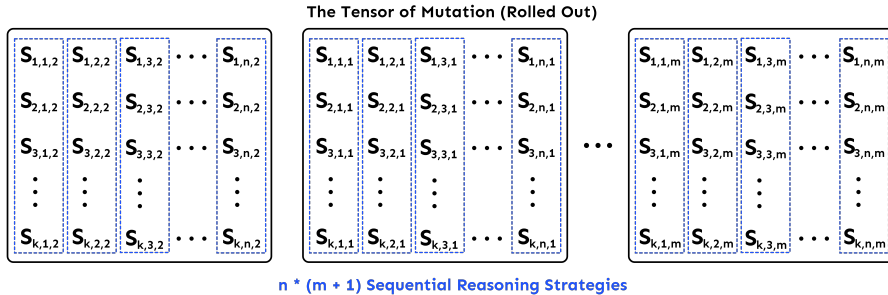 The Tensor of Mutation (Rolled Out)
S1,1,2 S1,2,2 S1,3,2 ... S1,n,2 S1,1,1 S1,2,1 S1,3,1 ... S1,n,1 S1,1,m S1,2,m S1,3,m ... S1,n,m
S2,1,2 S2,2,2 S2,3,2 ... S2,n,2 S2,1,1 S2,2,1 S2,3,1 ... S2,n,1 S2,1,m S2,2,m S2,3,m ... S2,n,m
S3,1,2 S3,2,2 S3,3,2 ... S3,n,2 S3,1,1 S3,2,1 S3,3,1 ... S3,n,1 ... S3,1,m S3,2,m S3,3,m ... S3,n,m
Sk,1,2 Sk,2,2 Sk,3,2 ... Sk,n,2 Sk,1,1 Sk,2,1 Sk,3,1 ... Sk,n,1 Sk,1,m Sk,2,m Sk,3,m ... Sk,n,m
n * (m + 1) Sequential Reasoning Strategies